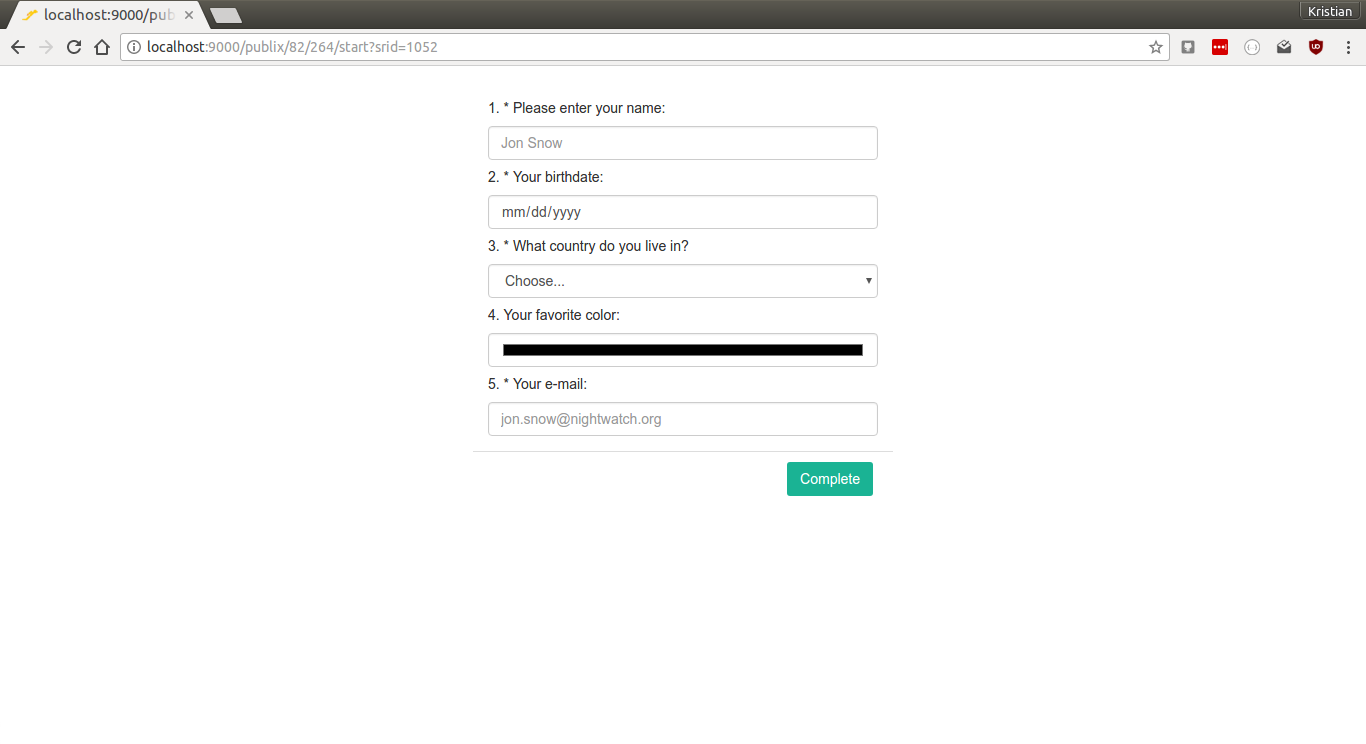 localhost:9000/pub
Kristian
localhost:9000/publix/82/264/start?srid=1052
1. * Please enter your name:
Jon Snow
2. * Your birthdate:
mm/dd/yyyy
3. * What country do you live in?
Choose...
4. Your favorite color:
5. * Your e-mail:
jon.snow@nightwatch.org
Complete